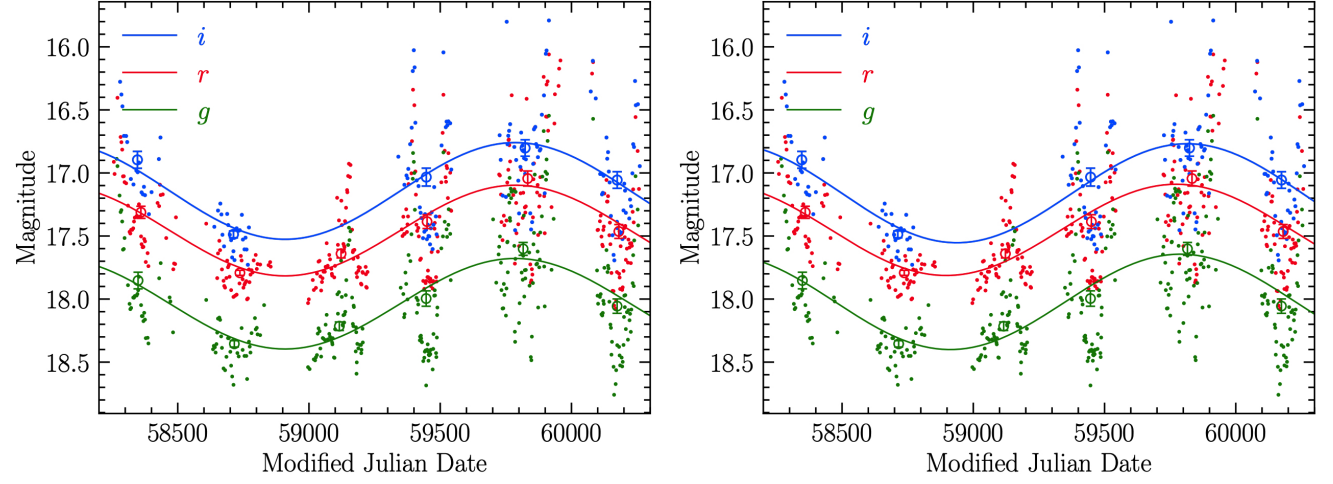 i
r
g
16.0
16.5
17.0
17.5
18.0
18.5
Magnitude
58500 59000 59500 60000
Modified Julian Date
i
r
g
16.0
16.5
17.0
17.5
18.0
18.5
Magnitude
58500 59000 59500 60000
Modified Julian Date